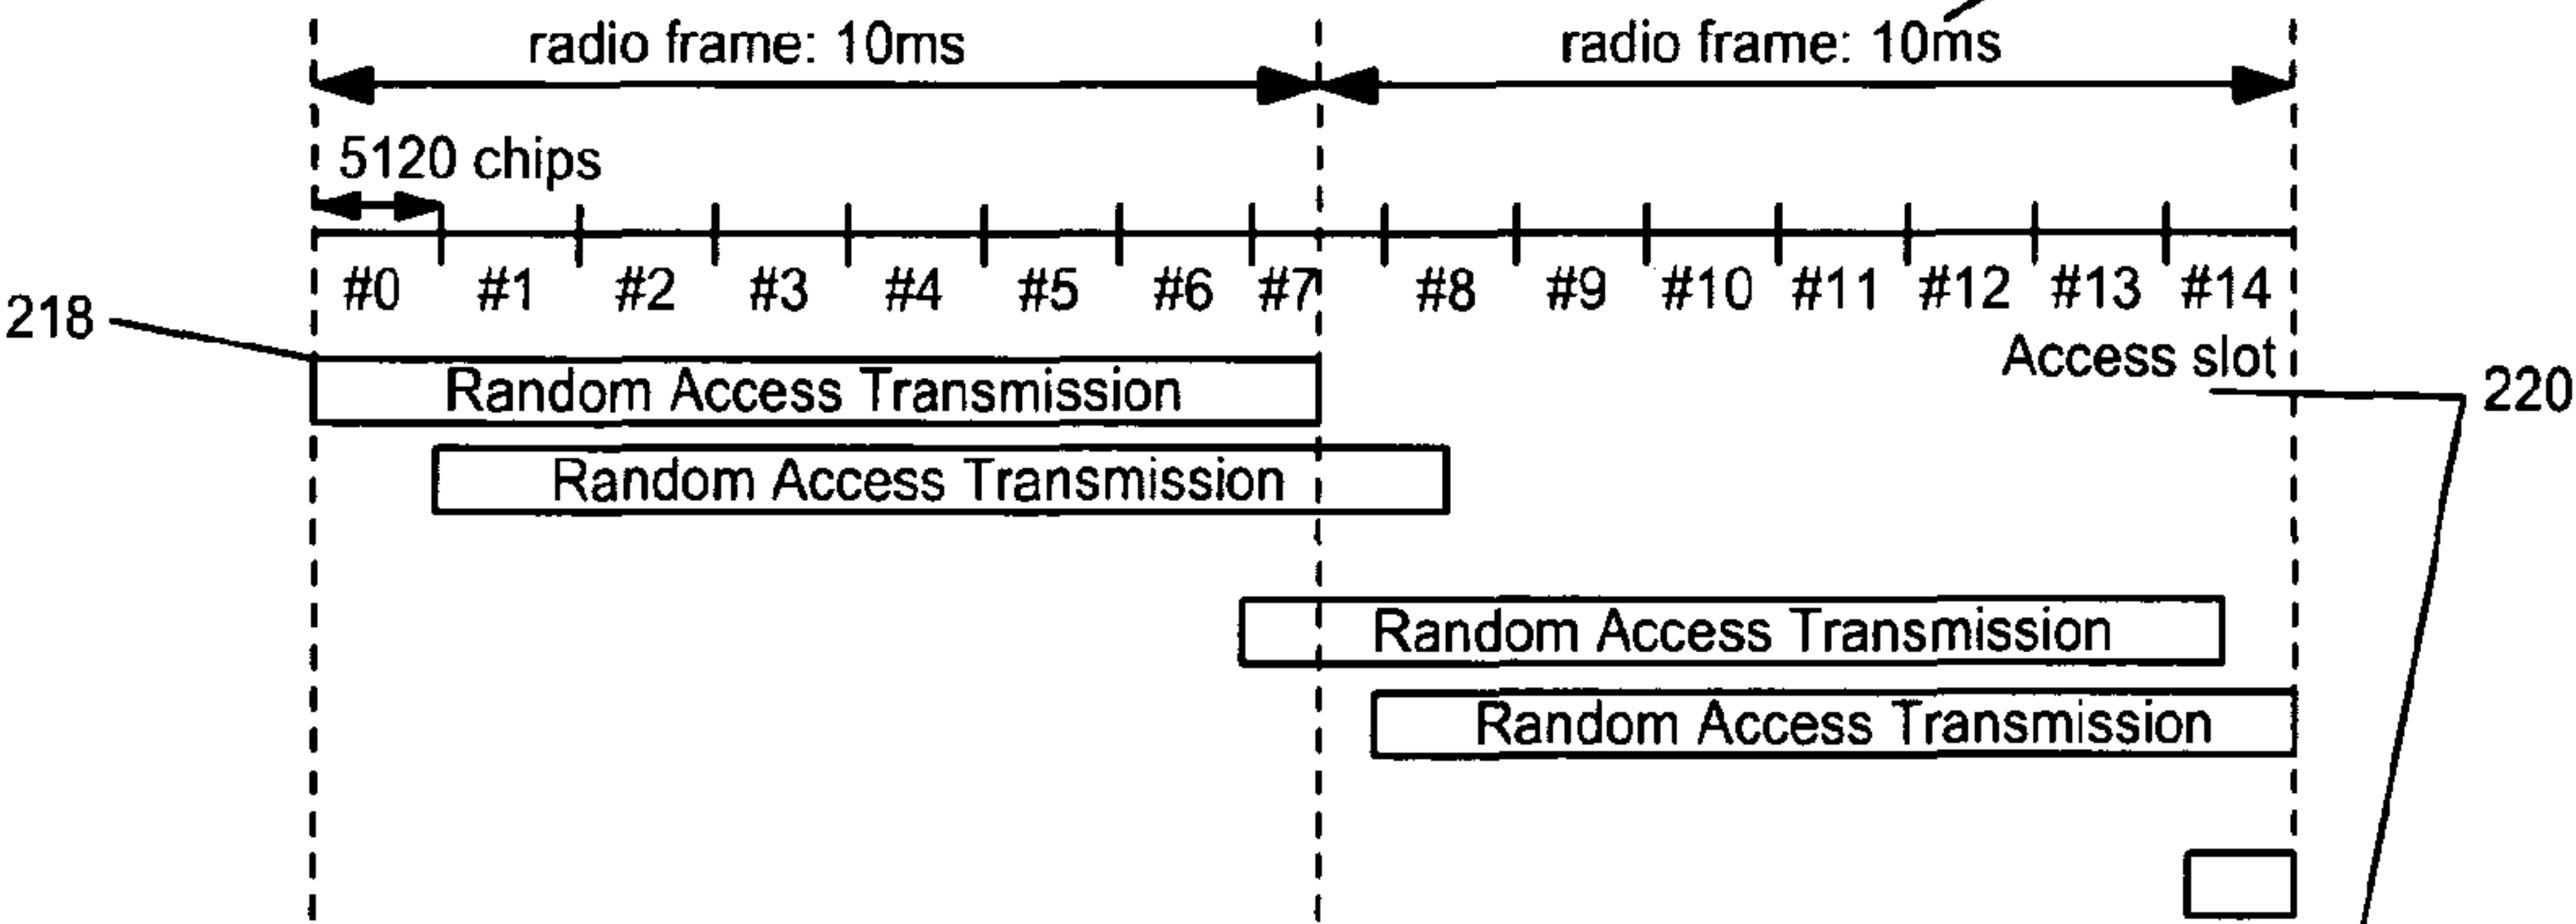 radio frame: 10ms radio frame: 10ms
5120 chips
#0 #1 #2 #3 #4 #5 #6 #7 #8 #9 #10 #11 #12 #13 #14
218
Access slot
Random Access Transmission
220
Random Access Transmission
Random Access Transmission
Random Access Transmission